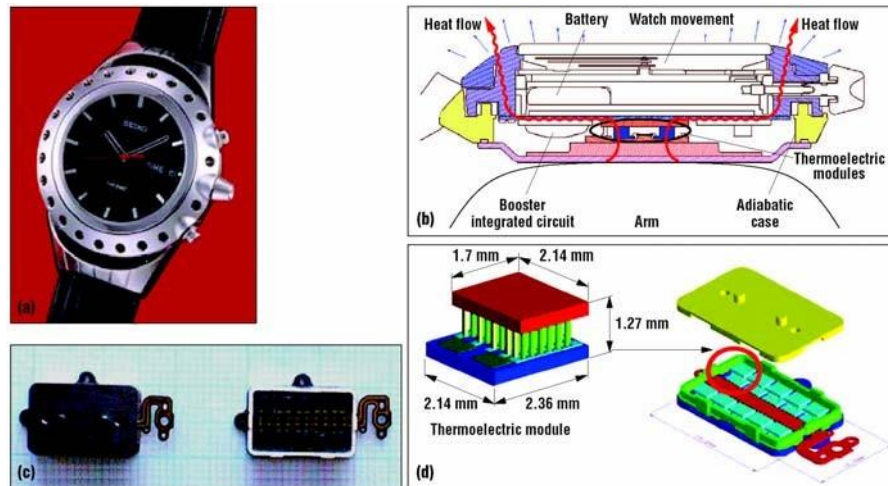 SEIKO
(a)
Heat flow
Battery
Watch movement
Heat flow
Thermoelectric
modules
Booster
integrated circuit
Arm
Adiabatic
case
(b)
(c)
1.7 mm
2.14 mm
1.27 mm
2.14 mm
2.36 mm
Thermoelectric module
(d)